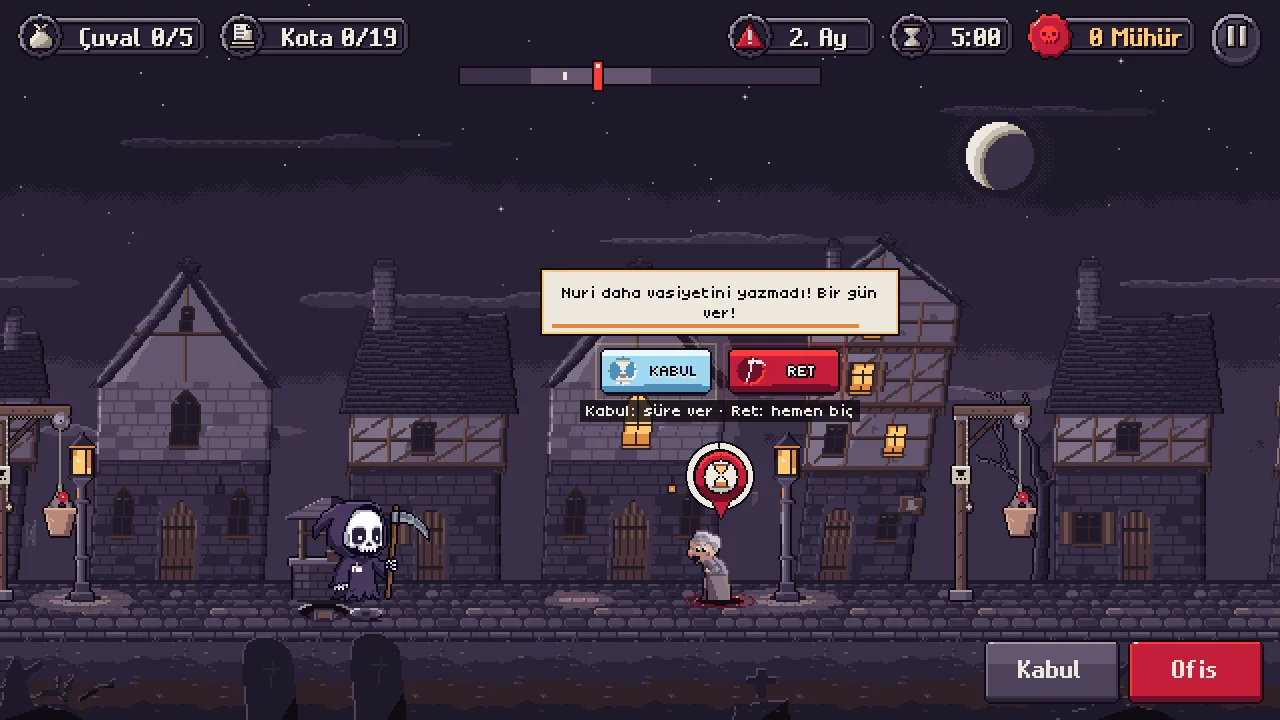 Çuval 0/5
Kota 0/19
2. Ay
5:00
0 Mühür
Nuri daha vasiyetini yazmadı! Bir gün
ver!
KABUL
RET
Kabul: süre ver · Ret: hemen biç
Kabul
Ofis